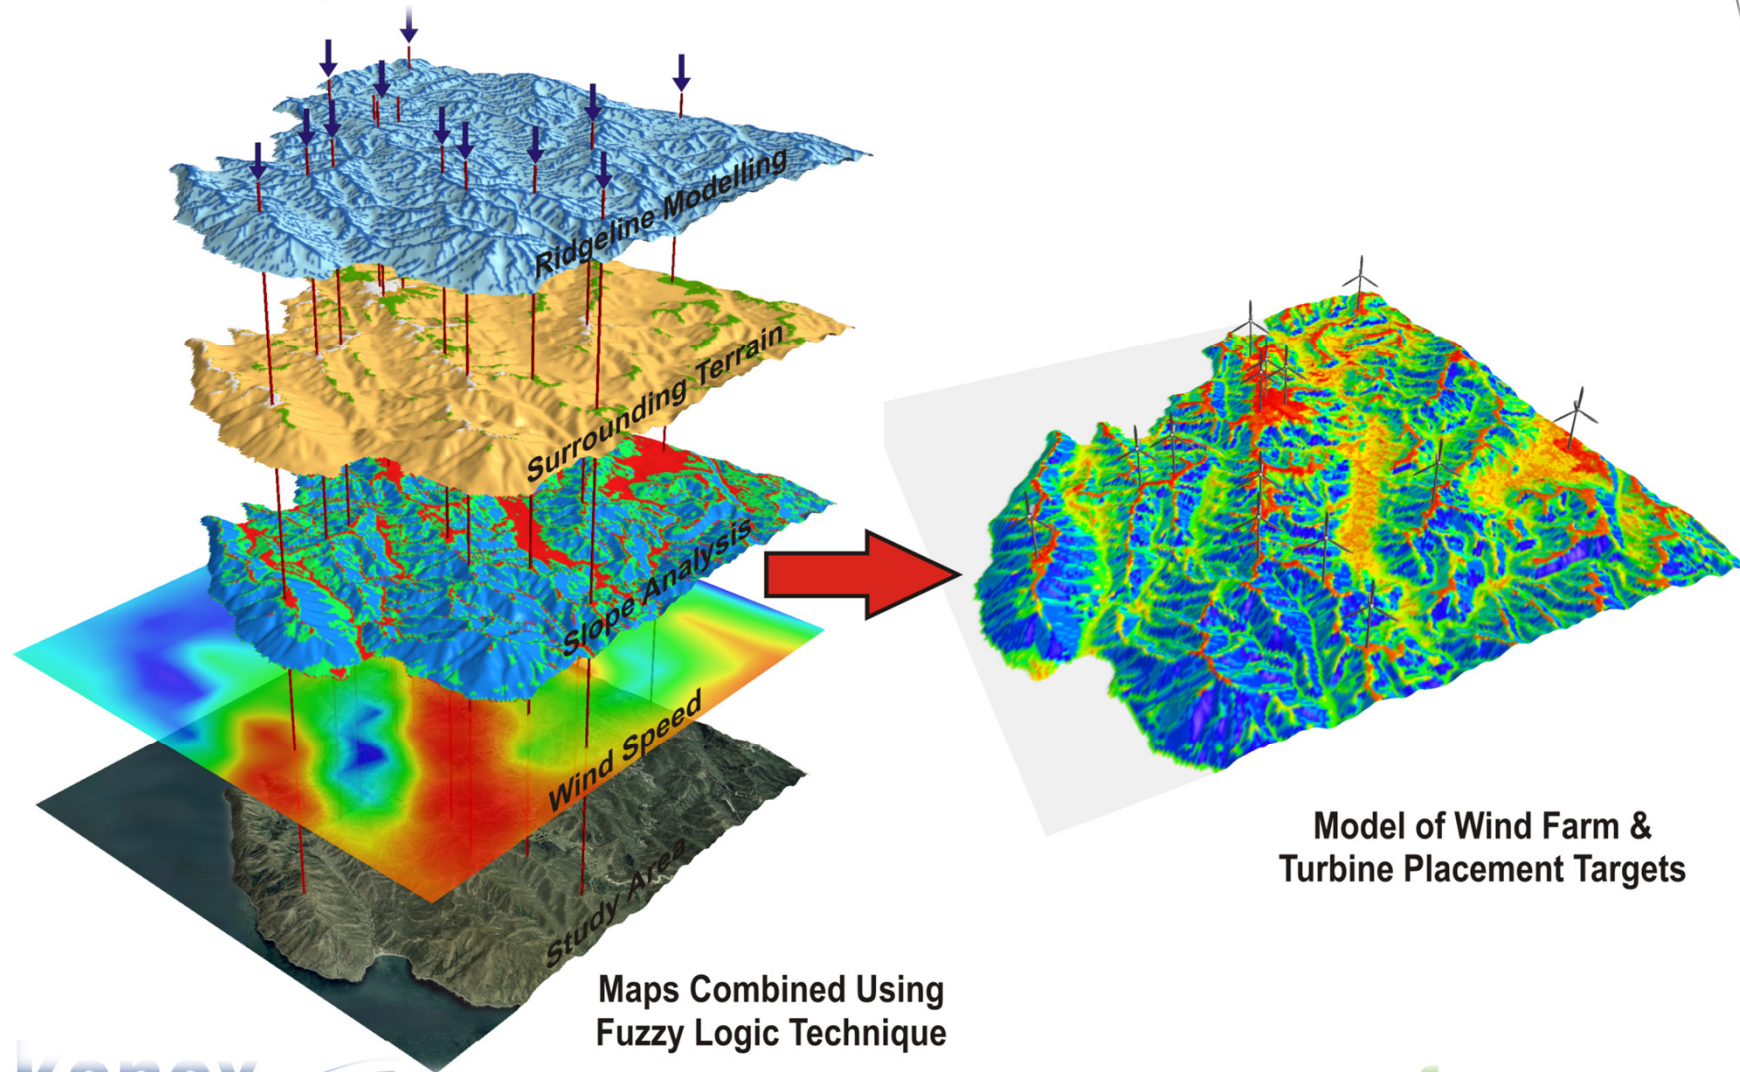 Ridgeline Modelling
Surrounding Terrain
Slope Analysis
Wind Speed
Study Area
Maps Combined Using
Fuzzy Logic Technique
Model of Wind Farm &
Turbine Placement Targets